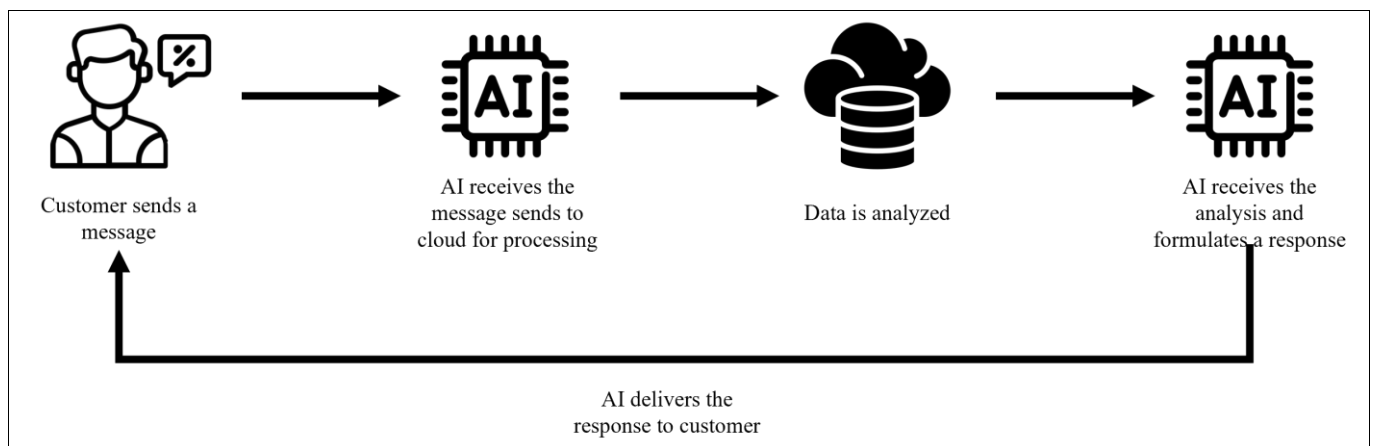 %
AI
AI
Customer sends a
message
AI receives the
message sends to
cloud for processing
Data is analyzed
AI receives the
analysis and
formulates a response
AI delivers the
response to customer